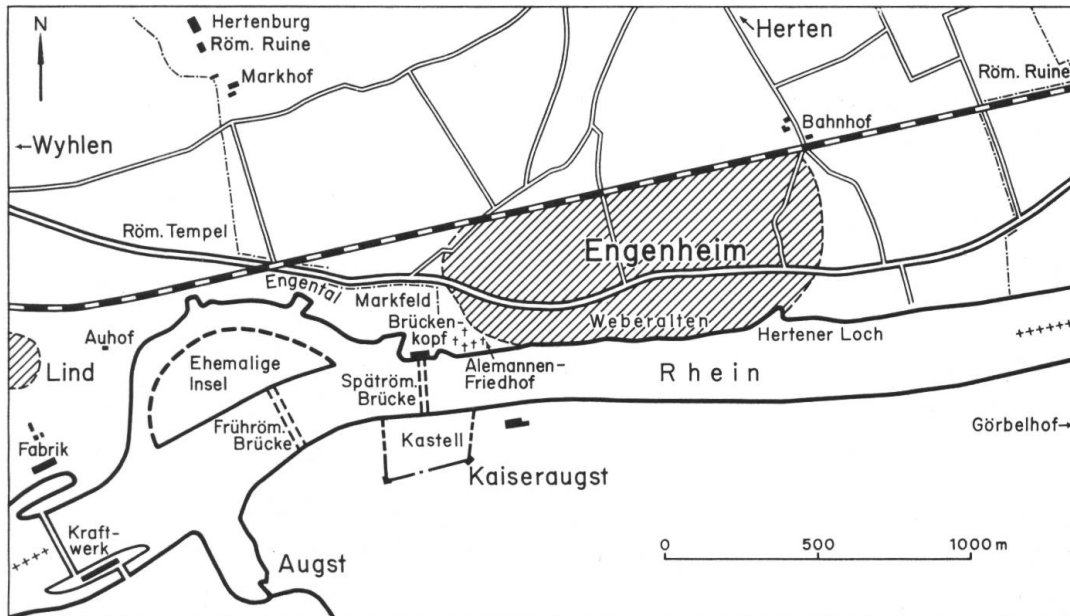 N
Hertenburg
Röm. Ruine
Markhof
←Wyhlen
Herten
Röm. Ruine
Bahnhof
Röm. Tempel
Engental
Engenheim
Markfeld
Weberalten
Brücken-
kopf
Hertener Loch
Auhof
Lind
Ehemalige
Insel
Spätröm.
Brücke
Alemannen-
Friedhof
Rhein
Frühröm.
Brücke
Kastell
Görbelhof→
Fabrik
Kaiseraugst
Kraft-
werk
Augst
0 500 1000 m